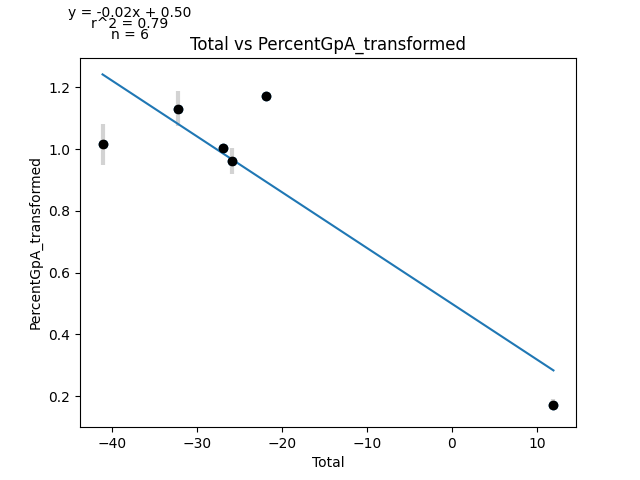 y = -0.02x + 0.50
r^2 = 0.79
n = 6
Total vs PercentGpA_transformed
PercentGpA_transformed
1.2
1.0
0.8
0.6
0.4
0.2
−40
−30
−20
−10
0
10
Total